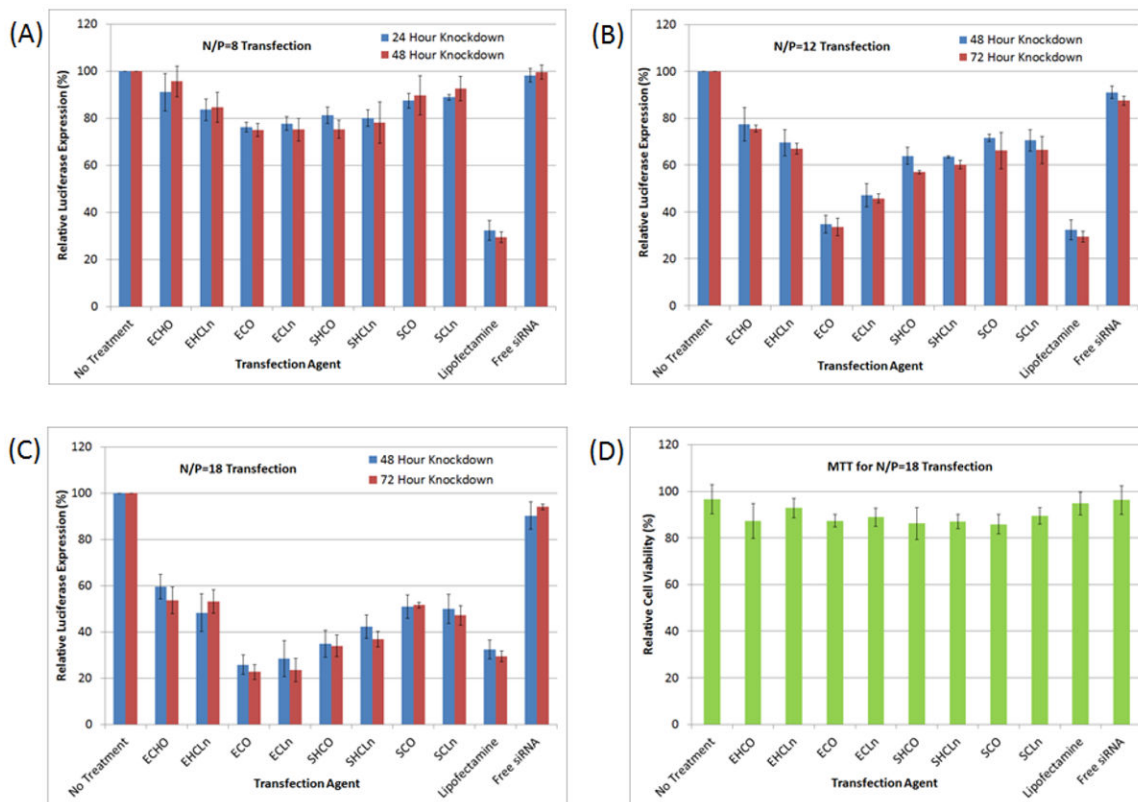 (A)
N/P=8 Transfection
24 Hour Knockdown
48 Hour Knockdown
Relative Luciferase Expression (%)
120
100
80
60
40
20
0
No Treatment
ECHO
EHCLn
ECO
ECLn
SHCO
SHCLn
SCO
SCLn
Lipofectamine
Free siRNA
Transfection Agent
(B)
N/P=12 Transfection
48 Hour Knockdown
72 Hour Knockdown
Relative Luciferase Expression (%)
120
100
80
60
40
20
0
No Treatment
ECHO
EHCLn
ECO
ECLn
SHCO
SHCLn
SCO
SCLn
Lipofectamine
Free siRNA
Transfection Agent
(C)
N/P=18 Transfection
48 Hour Knockdown
72 Hour Knockdown
Relative Luciferase Expression (%)
120
100
80
60
40
20
0
No Treatment
ECHO
EHCLn
ECO
ECLn
SHCO
SHCLn
SCO
SCLn
Lipofectamine
Free siRNA
Transfection Agent
(D)
MTT for N/P=18 Transfection
Relative Cell Viability (%)
120
100
80
60
40
20
0
No Treatment
EHCO
EHCLn
ECO
ECLn
SHCO
SHCLn
SCO
SCLn
Lipofectamine
Free siRNA
Transfection Agent